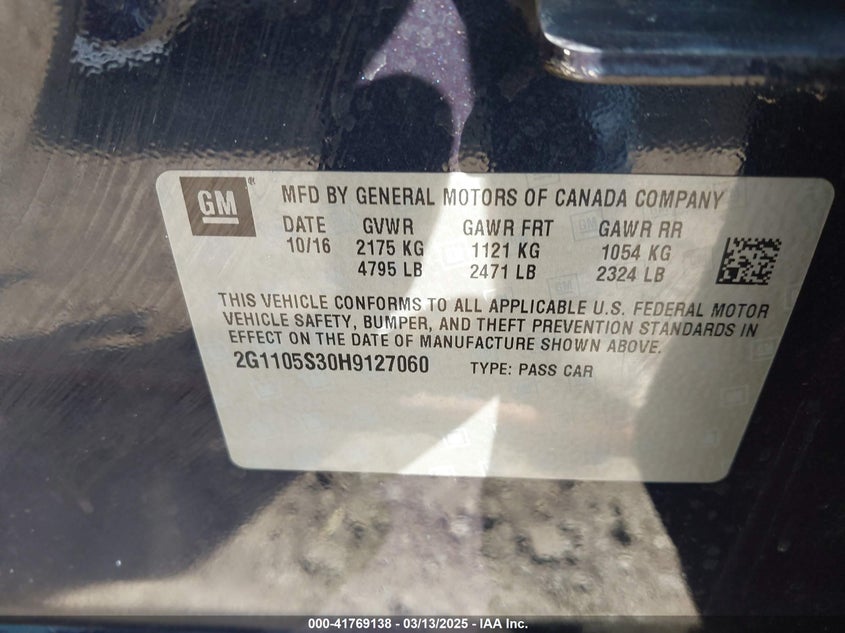 GM® MFD BY GENERAL MOTORS OF CANADA COMPANY
DATE GVWR GAWR FRT GAWR RR
10/16 2175 KG 1121 KG 1054 KG
4795 LB 2471 LB 2324 LB
THIS VEHICLE CONFORMS TO ALL APPLICABLE U.S. FEDERAL MOTOR
VEHICLE SAFETY, BUMPER, AND THEFT PREVENTION STANDARDS IN
EFFECT ON THE DATE OF MANUFACTURE SHOWN ABOVE.
2G1105S30H9127060 TYPE: PASS CAR
000-41769138 - 03/13/2025 - IAA Inc.